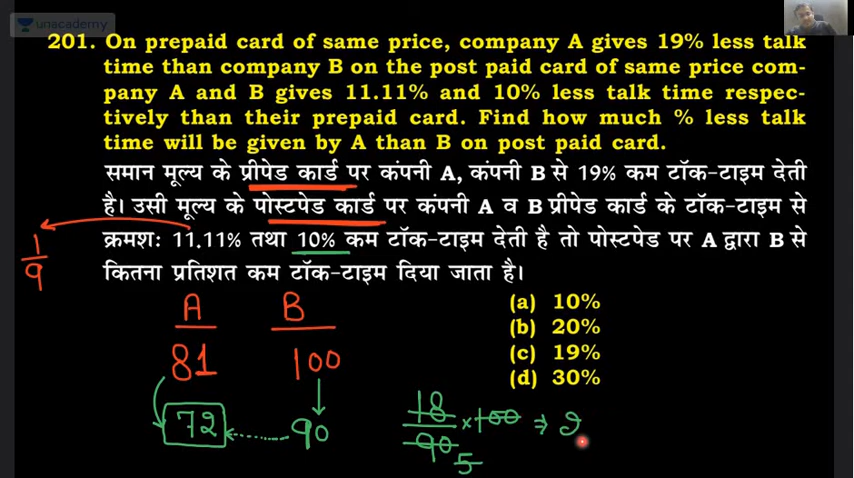 unacademy
201. On prepaid card of same price, company A gives 19% less talk
time than company B on the post paid card of same price com-
pany A and B gives 11.11% and 10% less talk time respec-
tively than their prepaid card. Find how much % less talk
time will be given by A than B on post paid card.
समान मूल्य के प्रीपेड कार्ड पर कंपनी A, कंपनी B से 19% कम टॉक-टाइम देती
है। उसी मूल्य के पोस्टपेड कार्ड पर कंपनी A व B प्रीपेड कार्ड के टॉक-टाइम से
क्रमश: 11.11% तथा 10% कम टॉक-टाइम देती है तो पोस्टपेड पर A द्वारा B से
कितना प्रतिशत कम टॉक-टाइम दिया जाता है।
1
9
A B
81 100
72 90
(a) 10%
(b) 20%
(c) 19%
(d) 30%
18
90 × 100 ⇒ 2
5